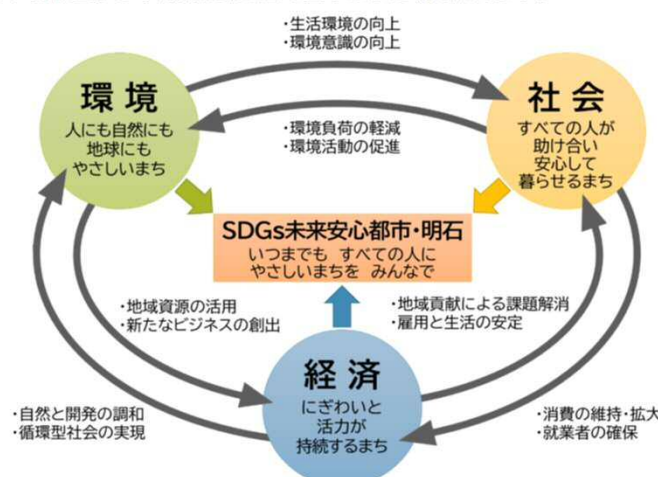 ・生活環境の向上
・環境意識の向上
環 境
人にも自然にも
地球にも
やさしいまち
社 会
すべての人が
助け合い
安心して
暮らせるまち
・環境負荷の軽減
・環境活動の促進
SDGs未来安心都市・明石
いつまでも すべての人に
やさしいまちを みんなで
・地域資源の活用
・新たなビジネスの創出
・地域貢献による課題解消
・雇用と生活の安定
経 済
にぎわいと
活力が
持続するまち
・自然と開発の調和
・循環型社会の実現
・消費の維持・拡大
・就業者の確保